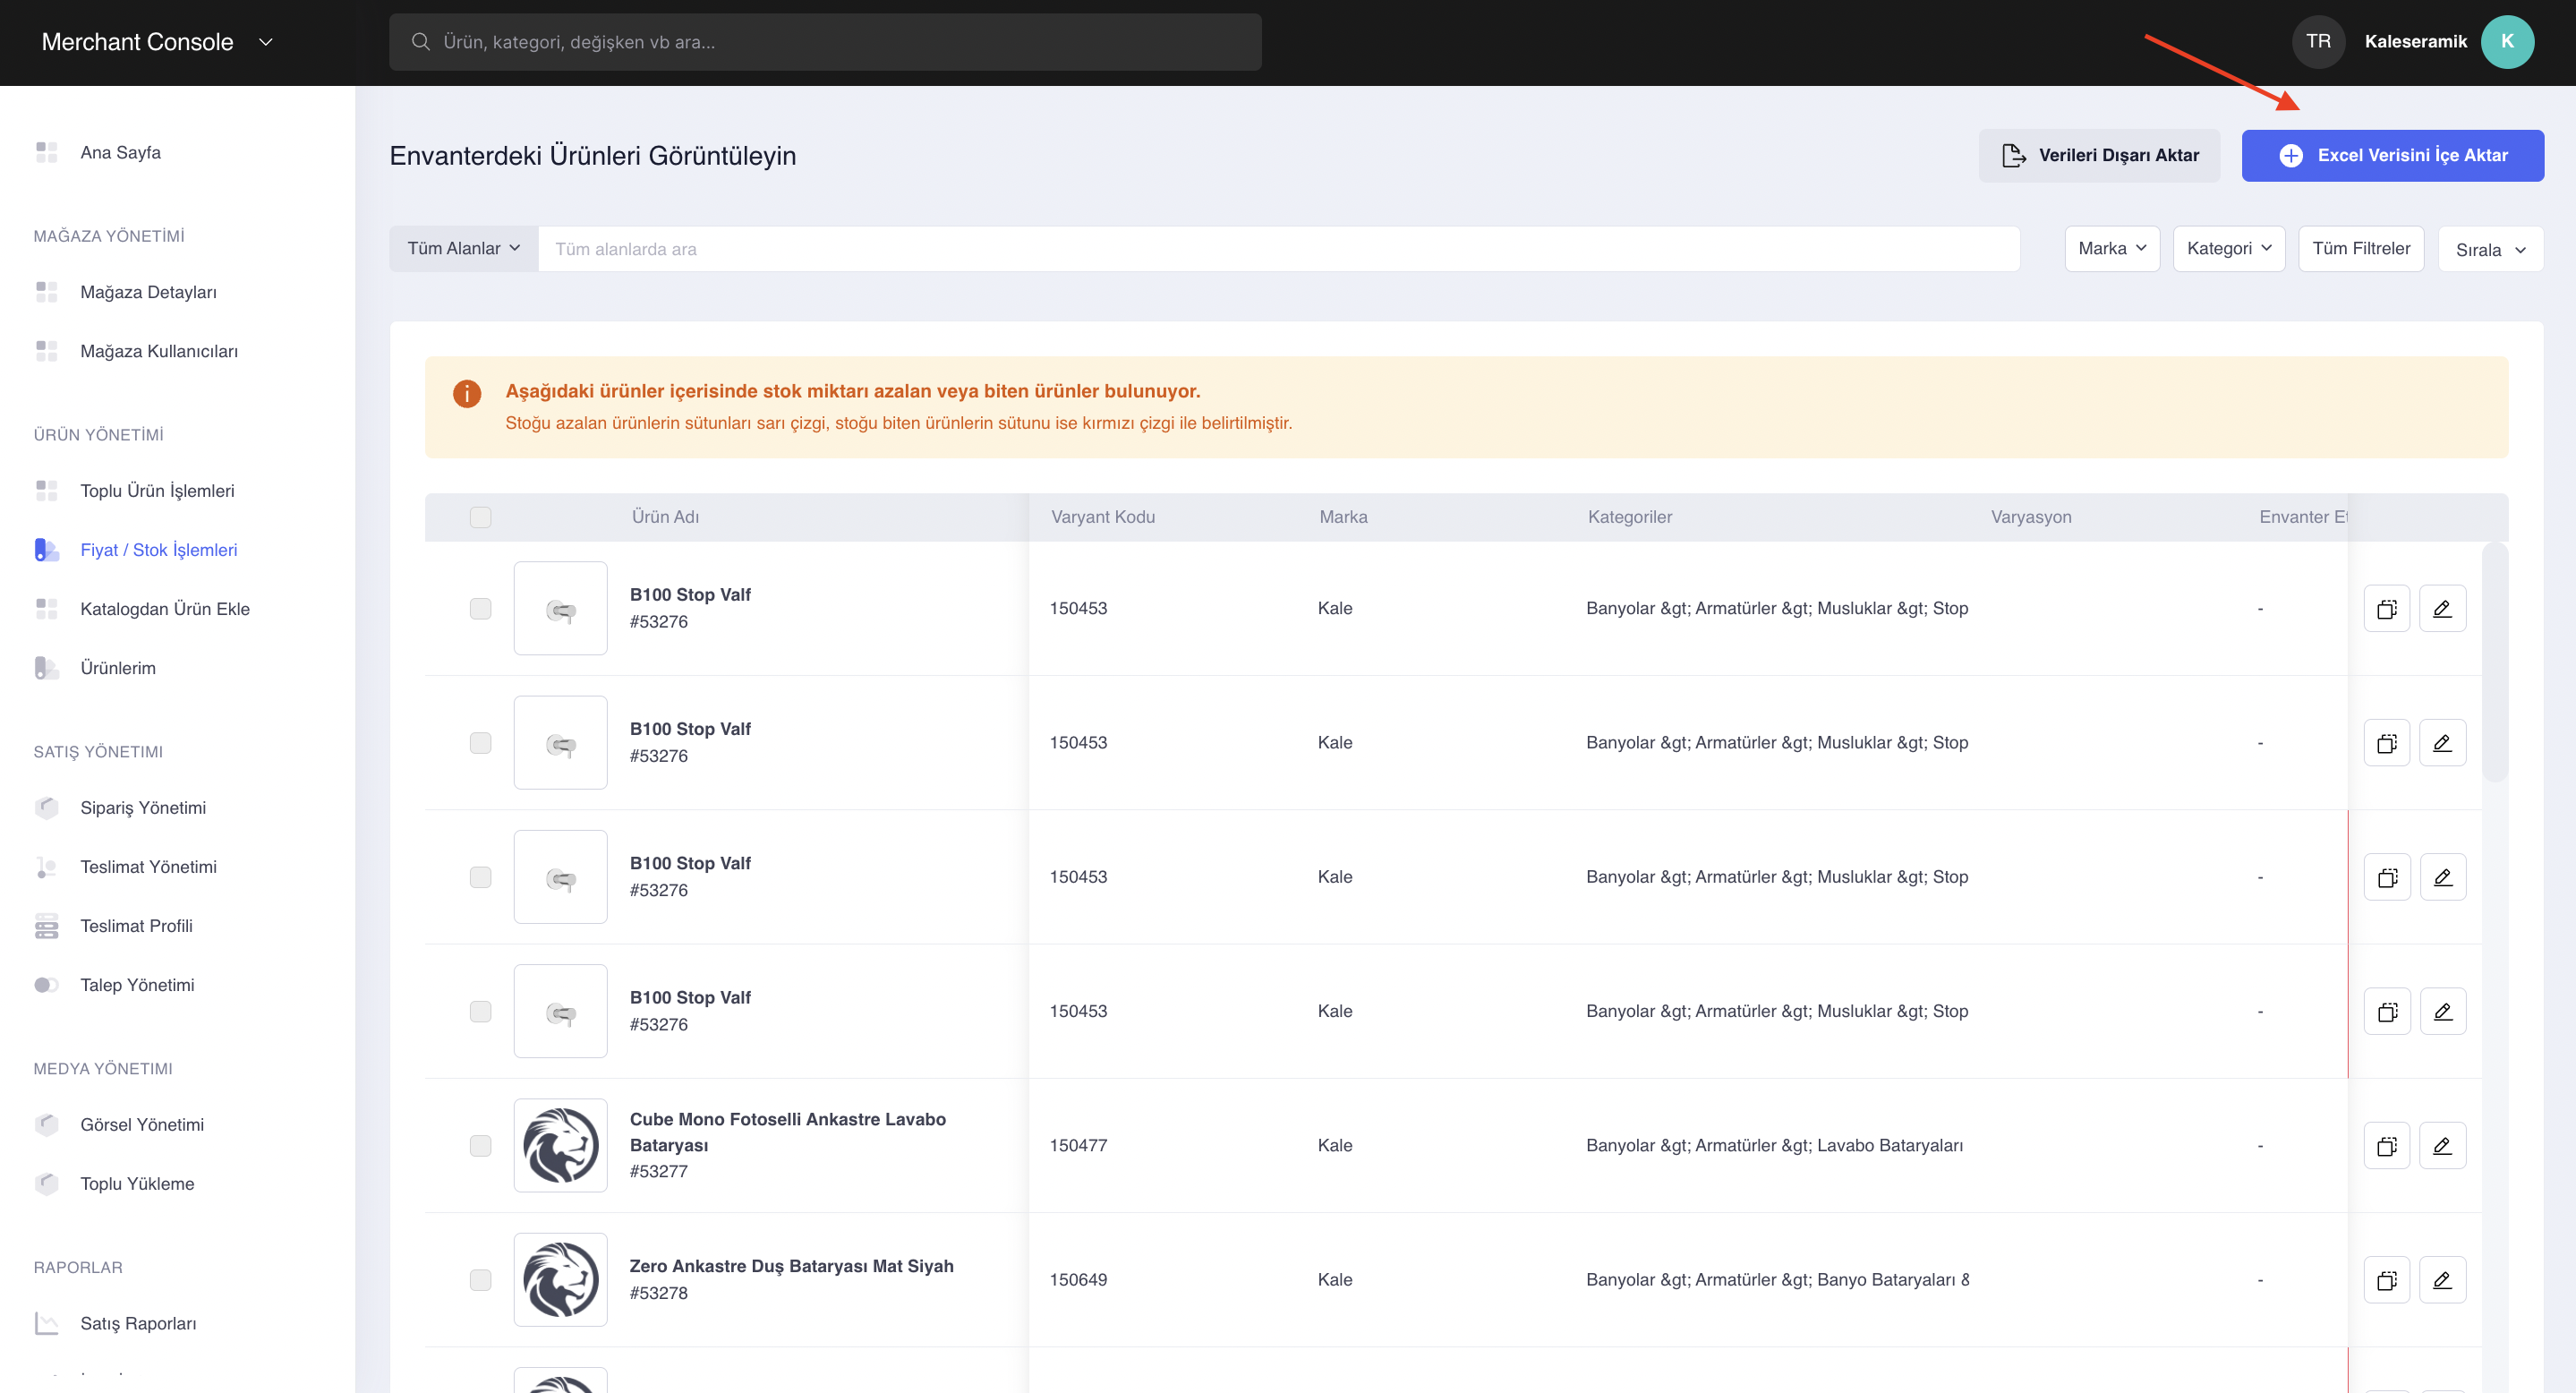 Merchant Console
Ürün, kategori, değişken vb ara...
TR
Kaleseramik
K
Ana Sayfa
MAĞAZA YÖNETİMİ
Mağaza Detayları
Mağaza Kullanıcıları
ÜRÜN YÖNETİMİ
Toplu Ürün İşlemleri
Fiyat / Stok İşlemleri
Katalogdan Ürün Ekle
Ürünlerim
SATIŞ YÖNETIMI
Sipariş Yönetimi
Teslimat Yönetimi
Teslimat Profili
Talep Yönetimi
MEDYA YÖNETIMI
Görsel Yönetimi
Toplu Yükleme
RAPORLAR
Satış Raporları
Envanterdeki Ürünleri Görüntüleyin
Verileri Dışarı Aktar
Excel Verisini İçe Aktar
Tüm Alanlar
Tüm alanlarda ara
Marka
Kategori
Tüm Filtreler
Sırala
Aşağıdaki ürünler içerisinde stok miktarı azalan veya biten ürünler bulunuyor.
Stoğu azalan ürünlerin sütunları sarı çizgi, stoğu biten ürünlerin sütunu ise kırmızı çizgi ile belirtilmiştir.
Ürün Adı Varyant Kodu Marka Kategoriler Varyasyon Envanter
B100 Stop Valf
#53276
150453 Kale Banyolar &gt; Armatürler &gt; Musluklar &gt; Stop -
B100 Stop Valf
#53276
150453 Kale Banyolar &gt; Armatürler &gt; Musluklar &gt; Stop -
B100 Stop Valf
#53276
150453 Kale Banyolar &gt; Armatürler &gt; Musluklar &gt; Stop -
B100 Stop Valf
#53276
150453 Kale Banyolar &gt; Armatürler &gt; Musluklar &gt; Stop -
Cube Mono Fotoselli Ankastre Lavabo
Bataryası
#53277
150477 Kale Banyolar &gt; Armatürler &gt; Lavabo Bataryaları -
Zero Ankastre Duş Bataryası Mat Siyah
#53278
150649 Kale Banyolar &gt; Armatürler &gt; Banyo Bataryaları & -